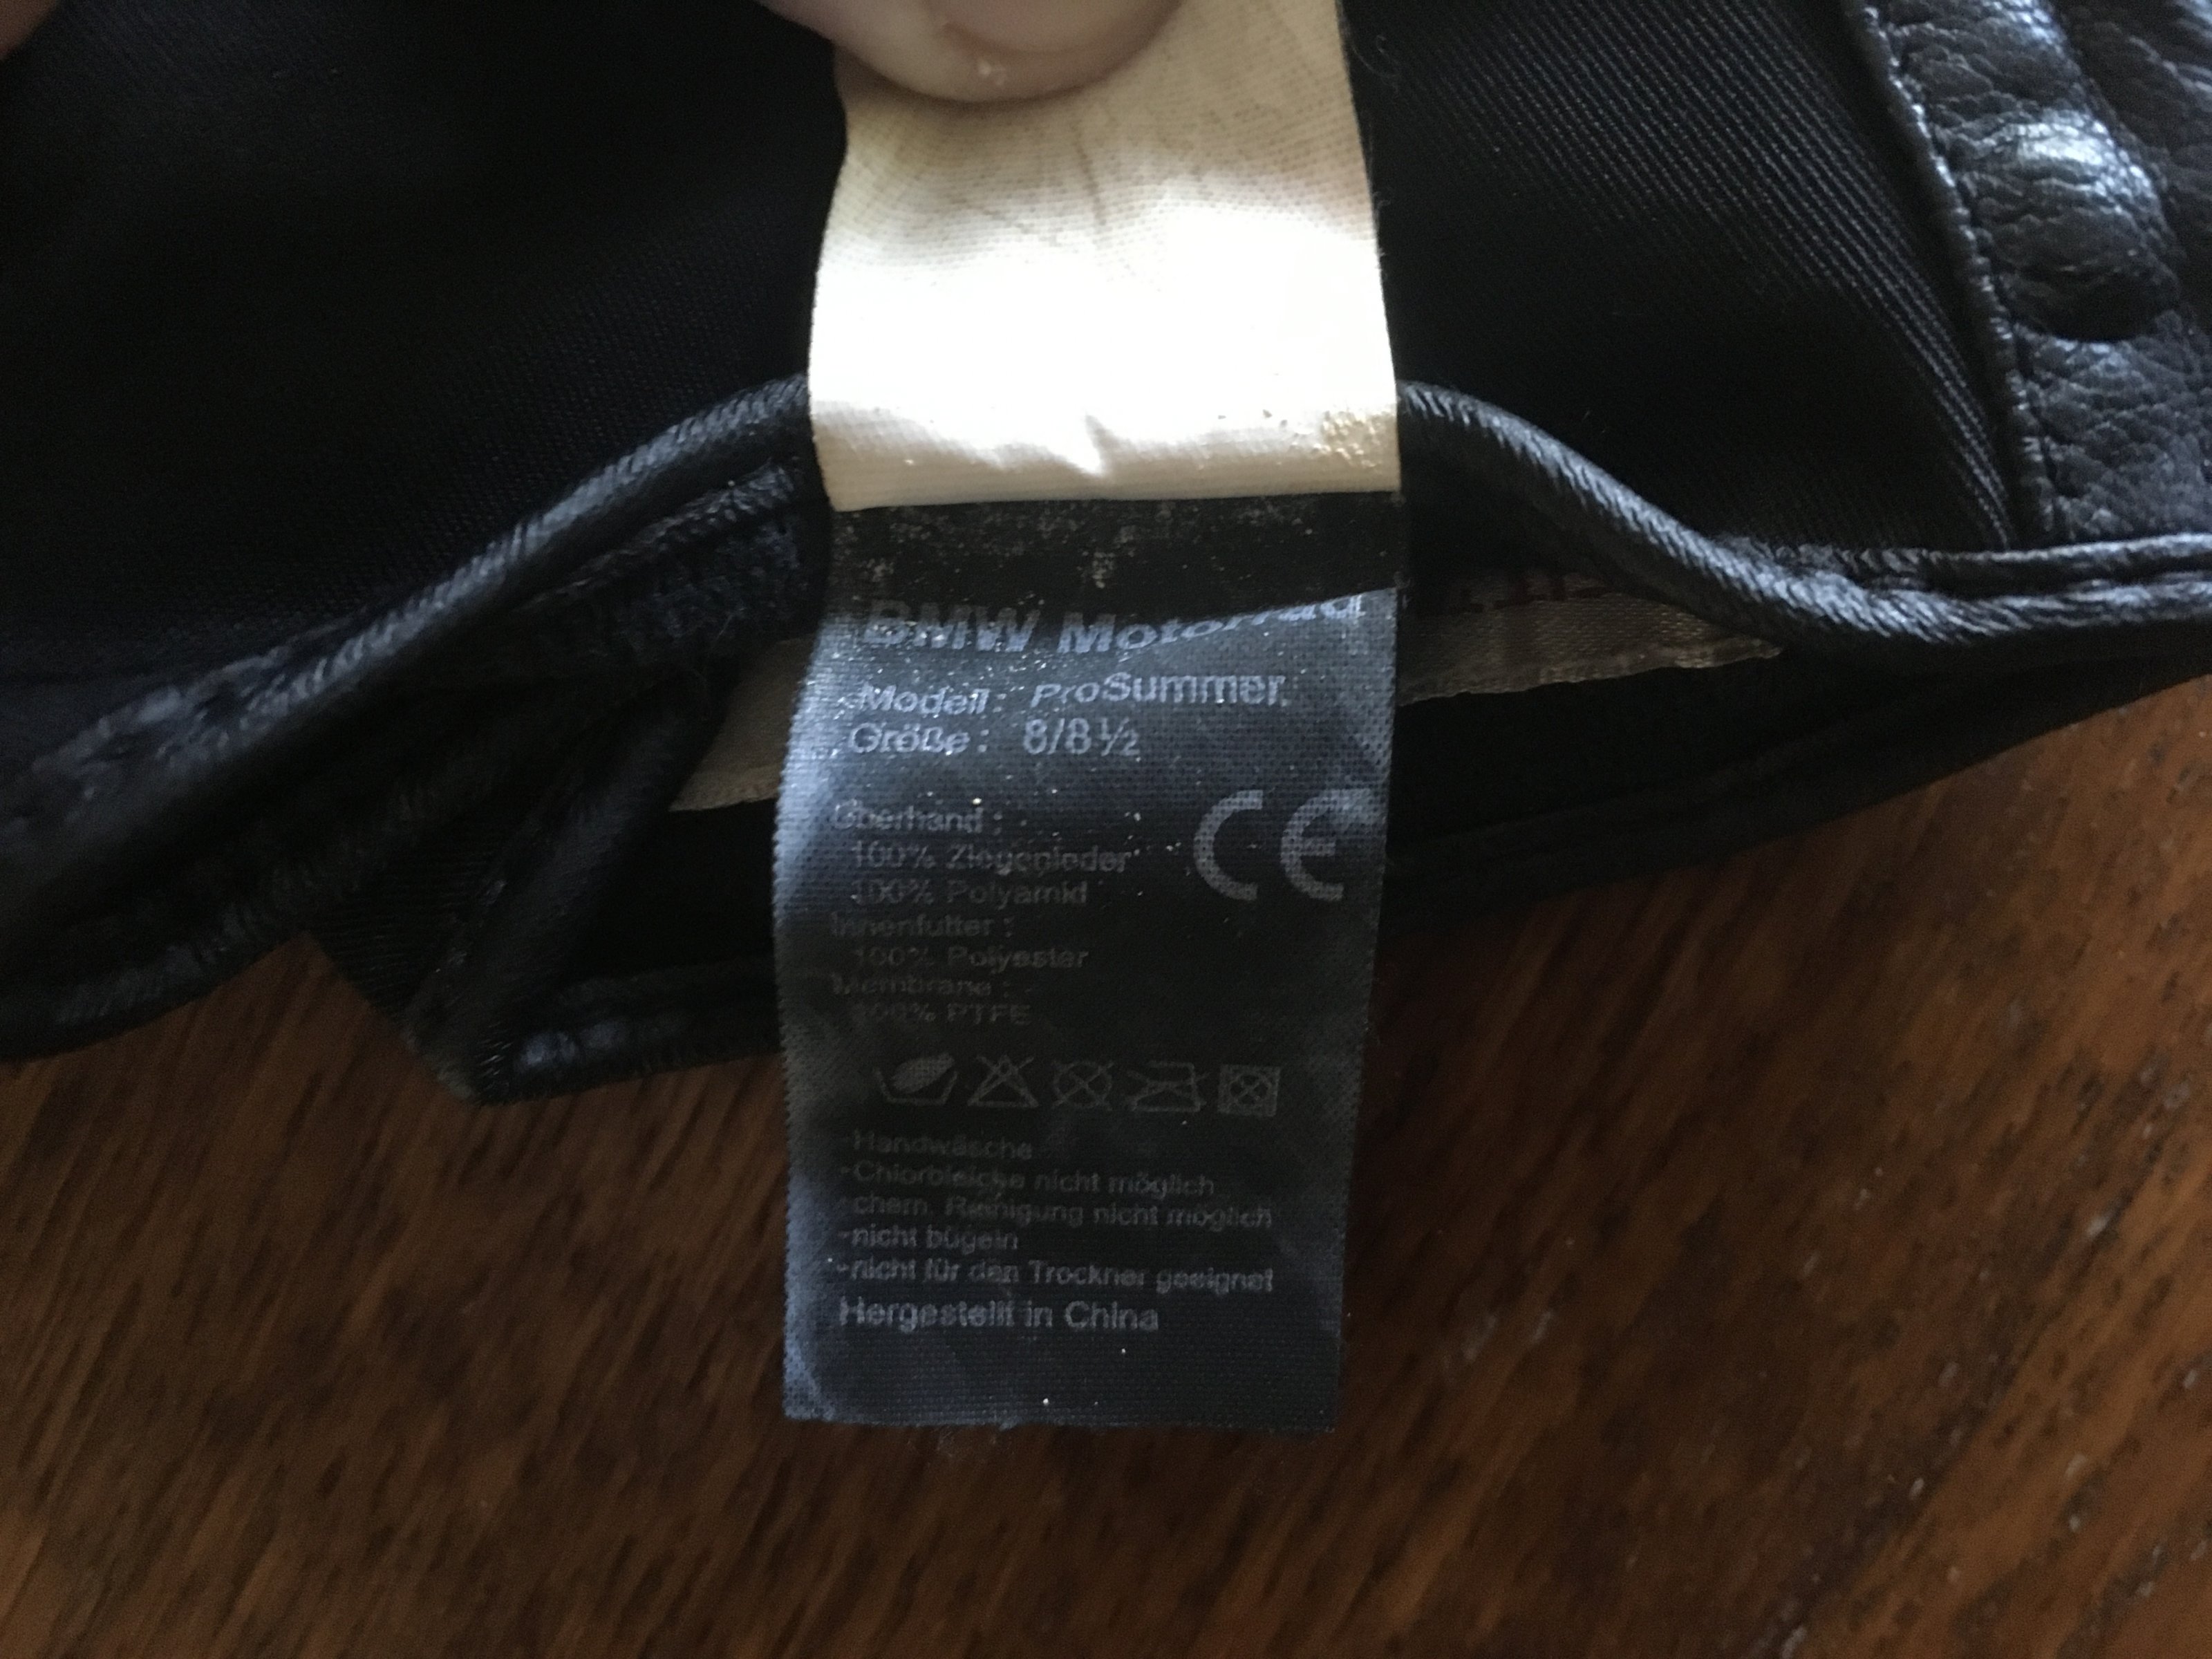 BMW Motorrad
Modell: ProSummer
Größe: 8/8½
CE
Oberhand:
100% Ziegenleder
100% Polyamid
Innenfutter:
100% Polyester
Membrane:
100% PTFE
-Handwäsche
-Chlorbleiche nicht möglich
-chem. Reinigung nicht möglich
-nicht bügeln
-nicht für den Trockner geeignet
Hergestellt in China